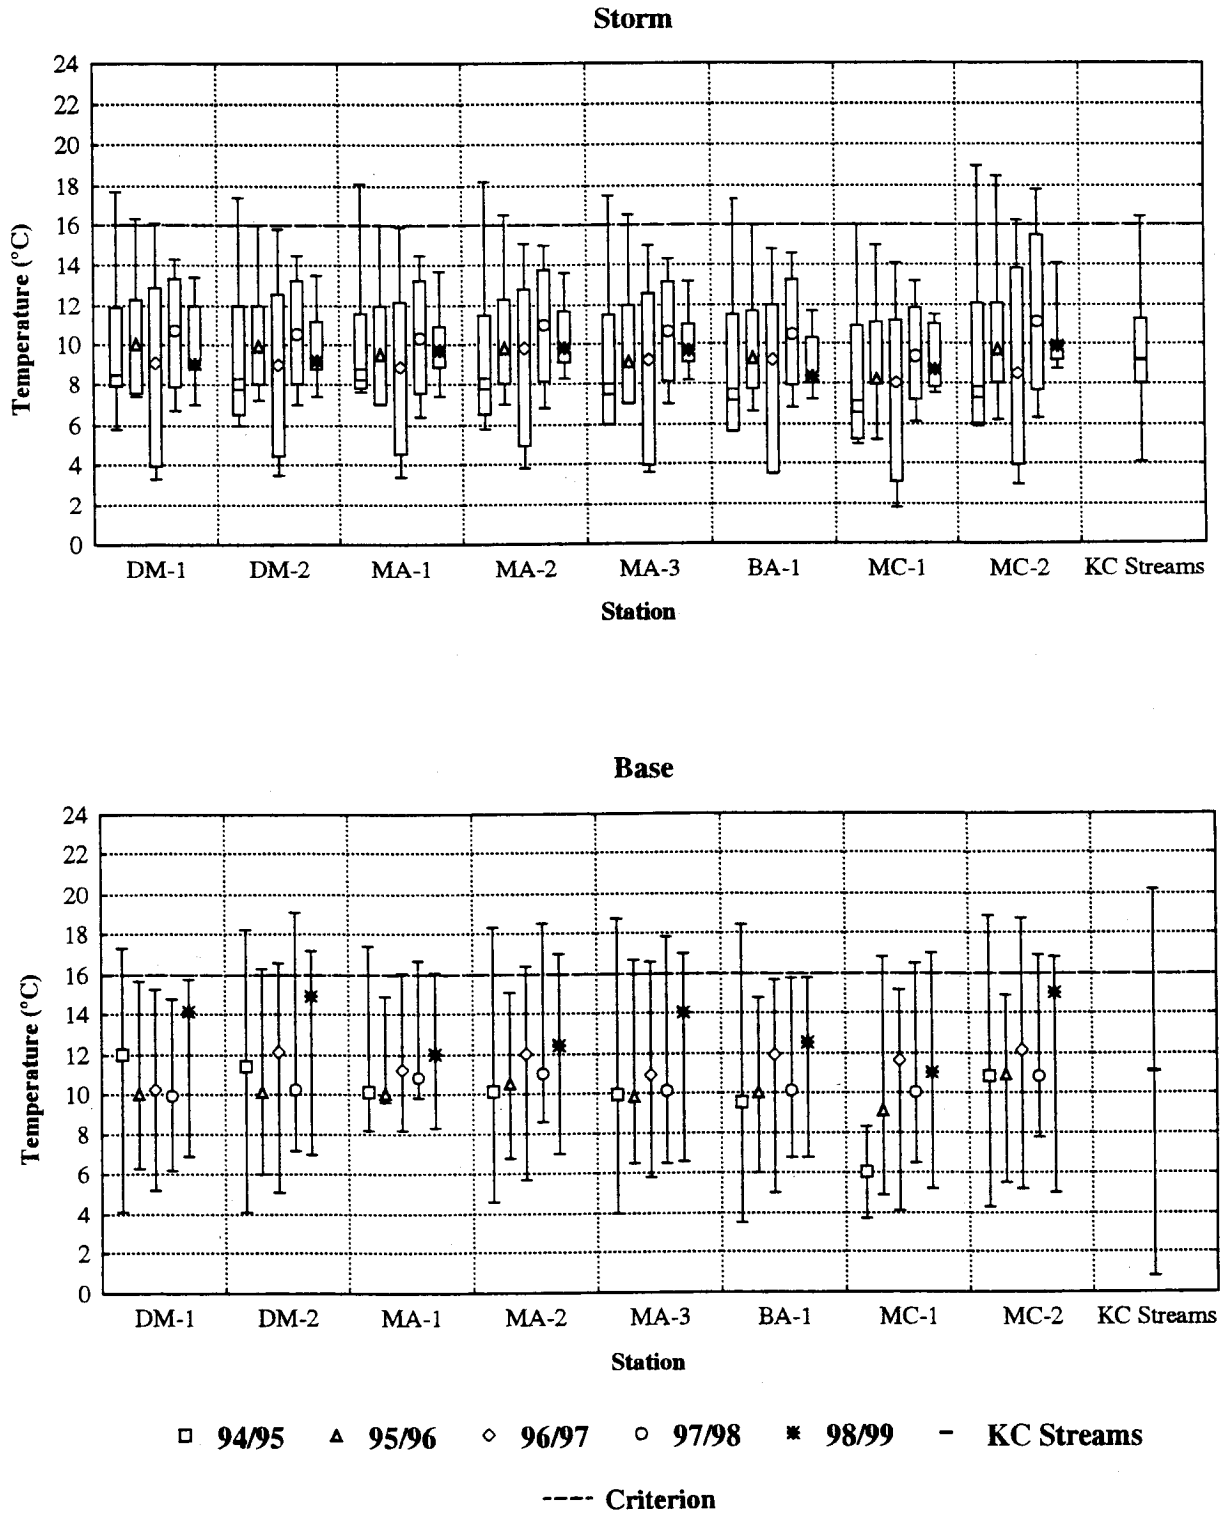 Storm
24
22
20
18
16
14
12
10
8
6
4
2
0
Temperature (°C)
DM-1 DM-2 MA-1 MA-2 MA-3 BA-1 MC-1 MC-2 KC Streams
Station
Base
24
22
20
18
16
14
12
10
8
6
4
2
0
Temperature (°C)
DM-1 DM-2 MA-1 MA-2 MA-3 BA-1 MC-1 MC-2 KC Streams
Station
94/95 95/96 96/97 97/98 98/99 KC Streams
Criterion